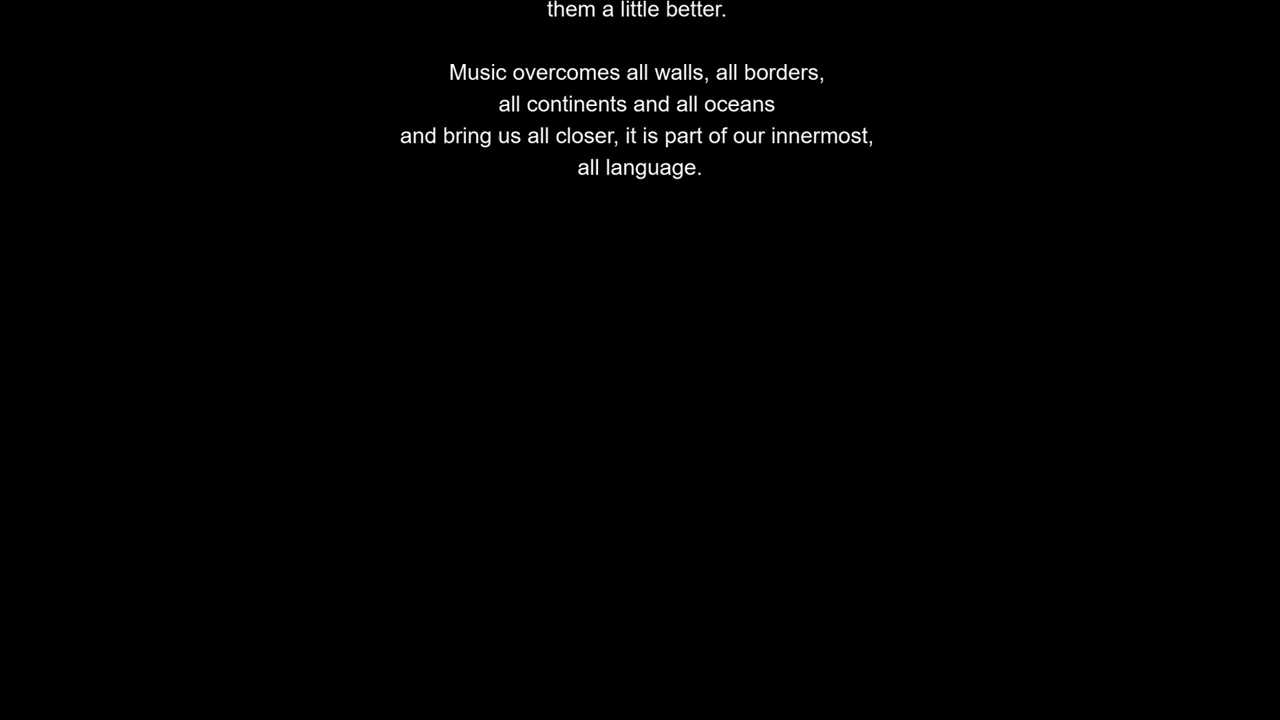 them a little better.
Music overcomes all walls, all borders,
all continents and all oceans
and bring us all closer, it is part of our innermost,
all language.